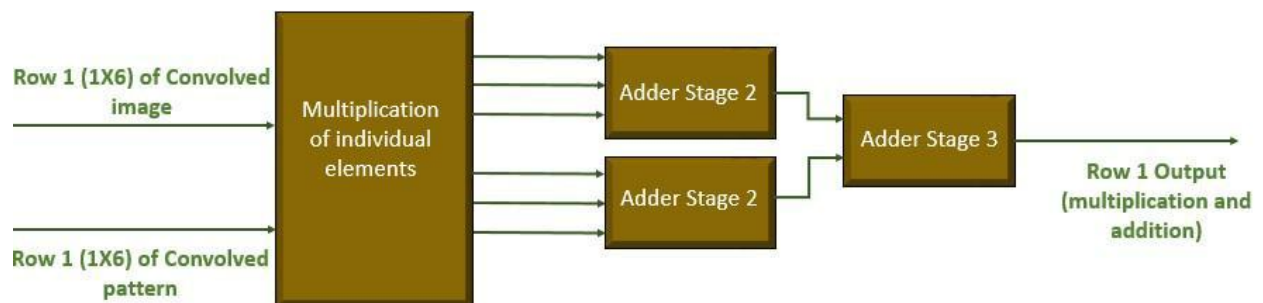 Row 1 (1X6) of Convolved
image
Row 1 (1X6) of Convolved
pattern
Multiplication
of individual
elements
Adder Stage 2
Adder Stage 2
Adder Stage 3
Row 1 Output
(multiplication and
addition)